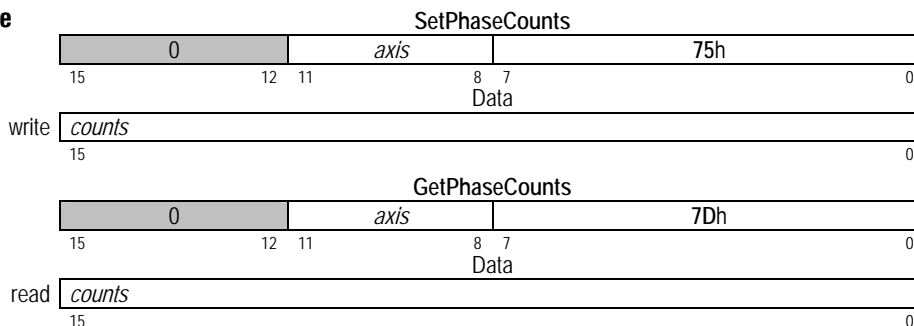 e
SetPhaseCounts
0 axis 75h
15 12 11 8 7 0
Data
write counts
15 0
GetPhaseCounts
0 axis 7Dh
15 12 11 8 7 0
Data
read counts
15 0